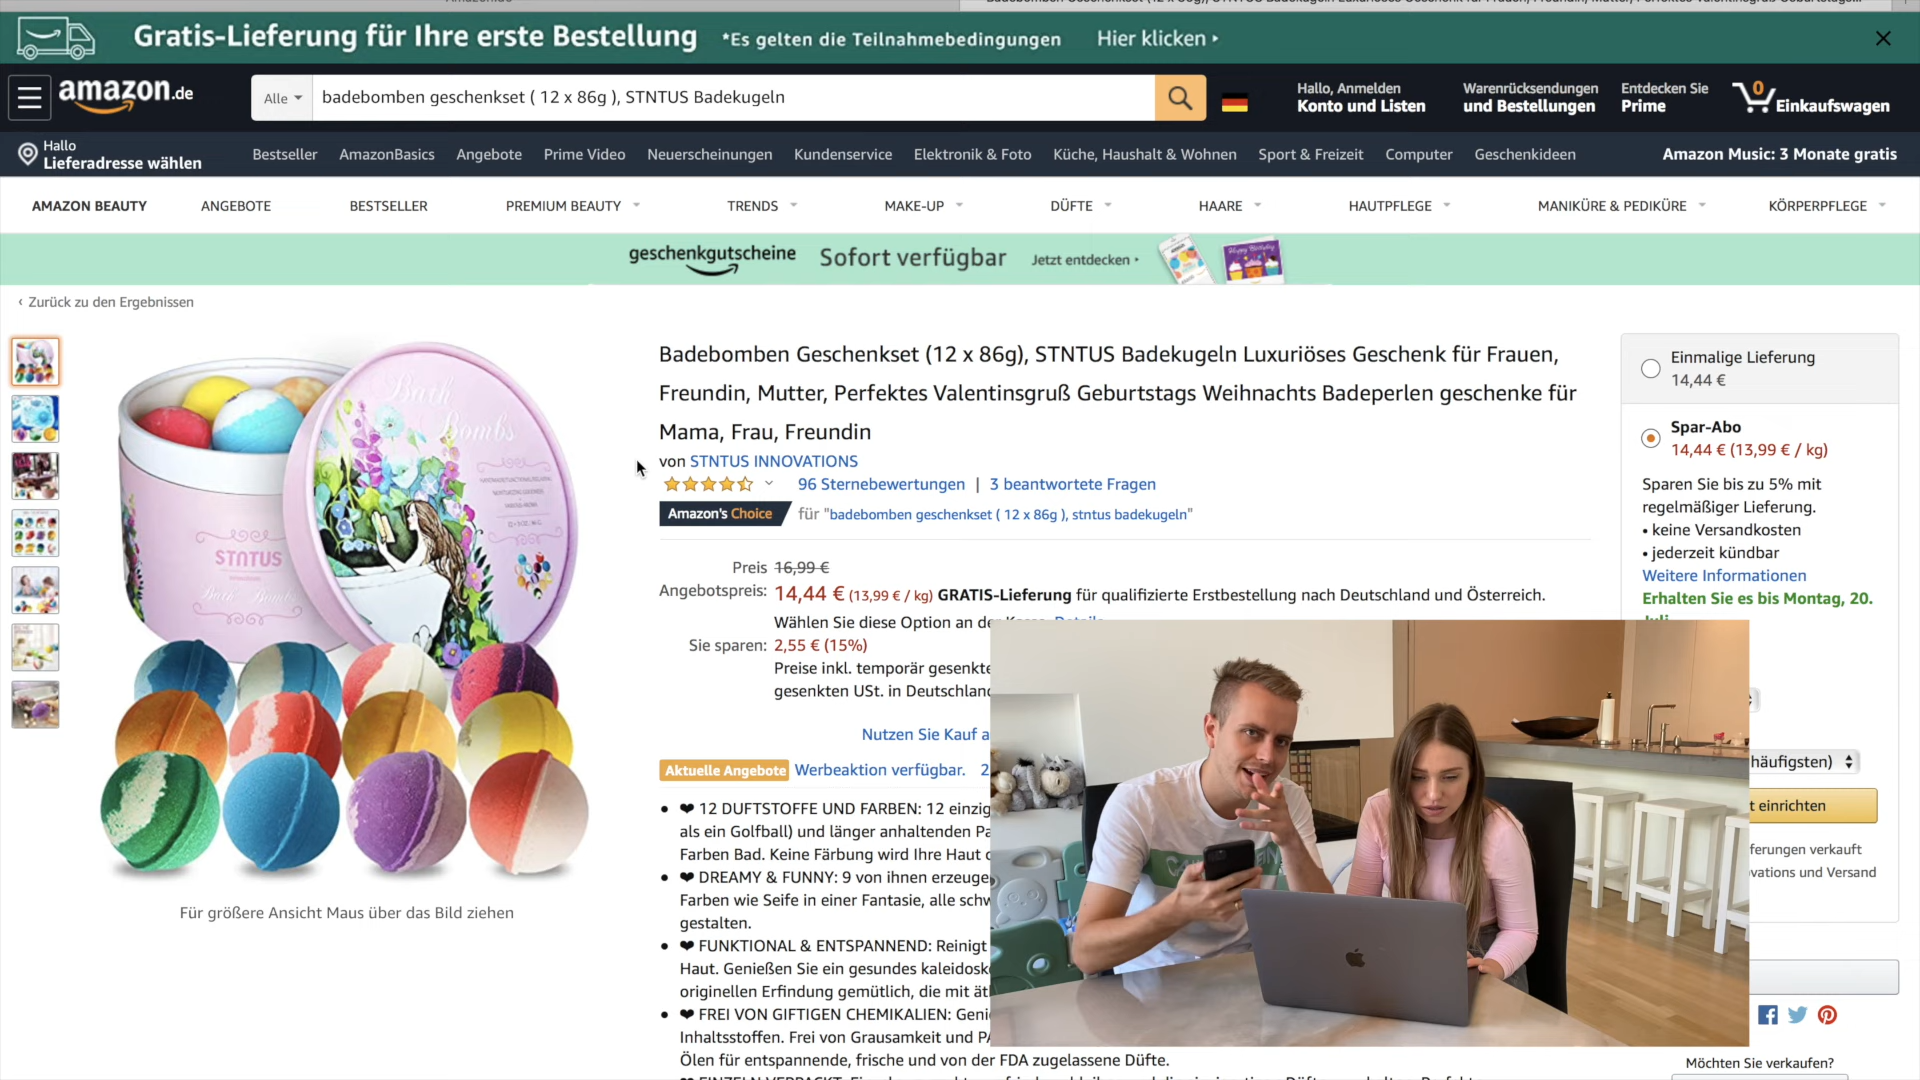 Gratis-Lieferung für Ihre erste Bestellung *Es gelten die Teilnahmebedingungen Hier klicken
amazon.de
Alle
badebomben geschenkset ( 12 x 86g ), STNTUS Badekugeln
Hallo, Anmelden
Konto und Listen
Warenrücksendungen
und Bestellungen
Entdecken Sie
Prime
0
Einkaufswagen
Hallo
Lieferadresse wählen
Bestseller AmazonBasics Angebote Prime Video Neuerscheinungen Kundenservice Elektronik & Foto Küche, Haushalt & Wohnen Sport & Freizeit Computer Geschenkideen
Amazon Music: 3 Monate gratis
AMAZON BEAUTY ANGEBOTE BESTSELLER PREMIUM BEAUTY TRENDS MAKE-UP DÜFTE HAARE HAUTPFLEGE MANIKÜRE & PEDIKÜRE KÖRPERPFLEGE
geschenkgutscheine Sofort verfügbar Jetzt entdecken
‹ Zurück zu den Ergebnissen
Bath
Bombs
STNTUS
Bath Bombs
Für größere Ansicht Maus über das Bild ziehen
Badebomben Geschenkset (12 x 86g), STNTUS Badekugeln Luxuriöses Geschenk für Frauen,
Freundin, Mutter, Perfektes Valentinsgruß Geburtstags Weihnachts Badeperlen geschenke für
Mama, Frau, Freundin
von STNTUS INNOVATIONS
96 Sternebewertungen | 3 beantwortete Fragen
Amazon's Choice für "badebomben geschenkset ( 12 x 86g ), stntus badekugeln"
Preis 16,99 €
Angebotspreis: 14,44 € (13,99 € / kg) GRATIS-Lieferung für qualifizierte Erstbestellung nach Deutschland und Österreich.
Wählen Sie diese Option an der
Sie sparen: 2,55 € (15%)
Preise inkl. temporär gesenkte
gesenkten USt. in Deutschland
Nutzen Sie Kauf a
Aktuelle Angebote Werbeaktion verfügbar. 2
• ❤ 12 DUFTSTOFFE UND FARBEN: 12 einzig
als ein Golfball) und länger anhaltenden Pa
Farben Bad. Keine Färbung wird Ihre Haut
• ❤ DREAMY & FUNNY: 9 von ihnen erzeuge
Farben wie Seife in einer Fantasie, alle schw
gestalten.
• ❤ FUNKTIONAL & ENTSPANNEND: Reinigt
Haut. Genießen Sie ein gesundes kaleidosk
originellen Erfindung gemütlich, die mit ät
• ❤ FREI VON GIFTIGEN CHEMIKALIEN: Geni
Inhaltsstoffen. Frei von Grausamkeit und PA
Ölen für entspannende, frische und von der FDA zugelassene Düfte.
Einmalige Lieferung
14,44 €
Spar-Abo
14,44 € (13,99 € / kg)
Sparen Sie bis zu 5% mit
regelmäßiger Lieferung.
• keine Versandkosten
• jederzeit kündbar
Weitere Informationen
Erhalten Sie es bis Montag, 20.
häufigsten)
t einrichten
ferungen verkauft
vations und Versand
Möchten Sie verkaufen?